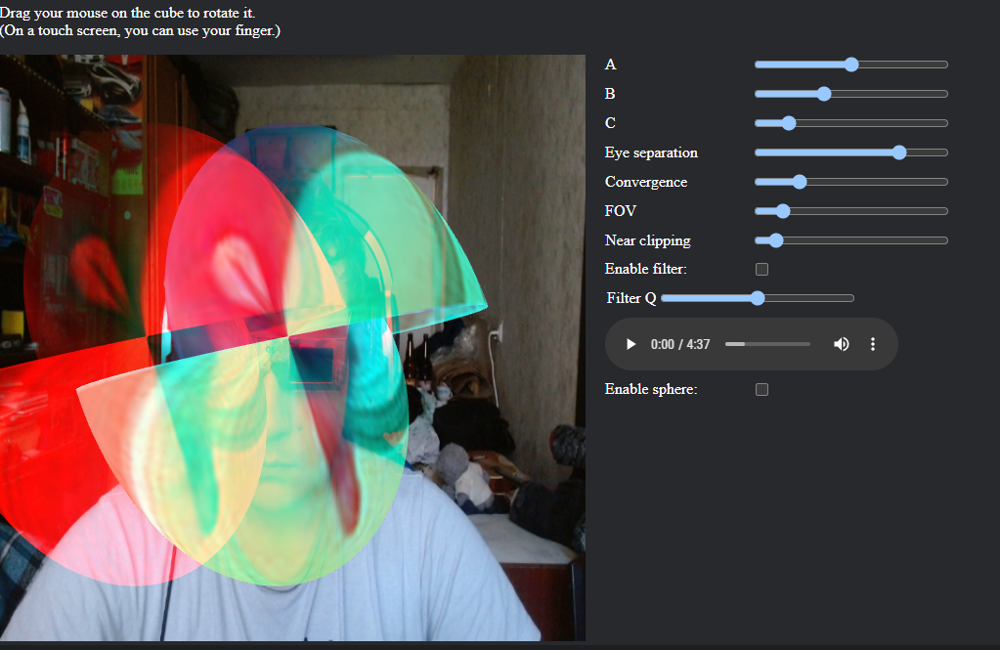 Drag your mouse on the cube to rotate it.
(On a touch screen, you can use your finger.)
A
B
C
Eye separation
Convergence
FOV
Near clipping
Enable filter:
Filter Q
0:00 / 4:37
Enable sphere: